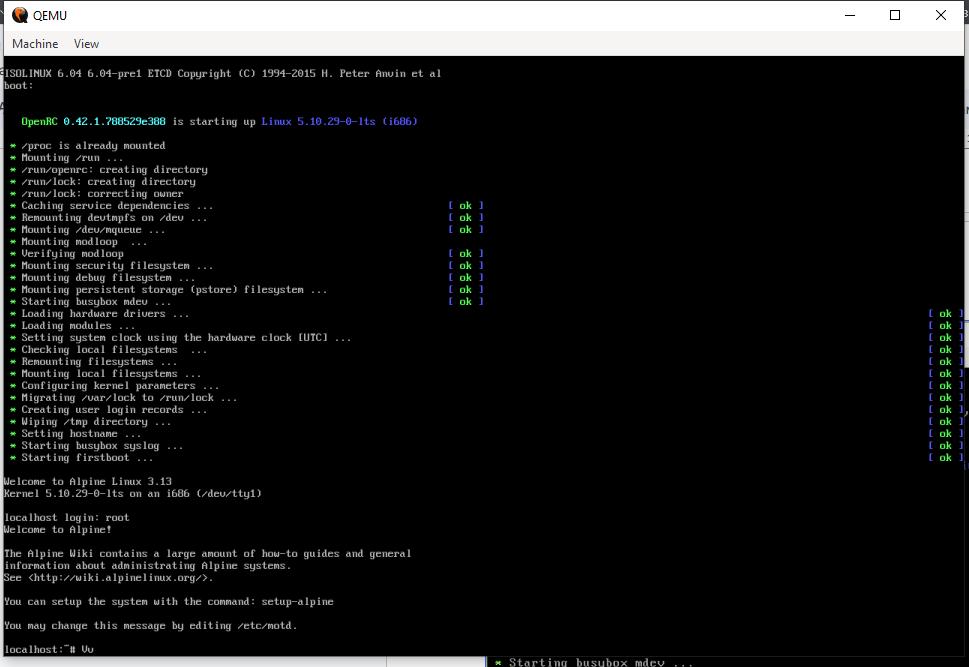 QEMU
Machine View
ISOLINUX 6.04 6.04-pre1 ETCD Copyright (C) 1994-2015 H. Peter Anvin et al
boot:
OpenRC 0.42.1.788529e388 is starting up Linux 5.10.29-0-lts (i686)
* /proc is already mounted
* Mounting /run ...
* /run/openrc: creating directory
* /run/lock: creating directory
* /run/lock: correcting owner
* Caching service dependencies ... [ ok ]
* Remounting devtmpfs on /dev ... [ ok ]
* Mounting /dev/mqueue ... [ ok ]
* Mounting modloop ...
* Verifying modloop [ ok ]
* Mounting security filesystem ... [ ok ]
* Mounting debug filesystem ... [ ok ]
* Mounting persistent storage (pstore) filesystem ... [ ok ]
* Starting busybox mdev ... [ ok ]
* Loading hardware drivers ... [ ok ]
* Loading modules ... [ ok ]
* Setting system clock using the hardware clock [UTC] ... [ ok ]
* Checking local filesystems ... [ ok ]
* Remounting filesystems ... [ ok ]
* Mounting local filesystems ... [ ok ]
* Configuring kernel parameters ... [ ok ]
* Migrating /var/lock to /run/lock ... [ ok ]
* Creating user login records ... [ ok ]
* Wiping /tmp directory ... [ ok ]
* Setting hostname ... [ ok ]
* Starting busybox syslog ... [ ok ]
* Starting firstboot ... [ ok ]
Welcome to Alpine Linux 3.13
Kernel 5.10.29-0-lts on an i686 (/dev/tty1)
localhost login: root
Welcome to Alpine!
The Alpine Wiki contains a large amount of how-to guides and general
information about administrating Alpine systems.
See <http://wiki.alpinelinux.org/>.
You can setup the system with the command: setup-alpine
You may change this message by editing /etc/motd.
localhost:~# Vv
* Starting busybox mdev ...